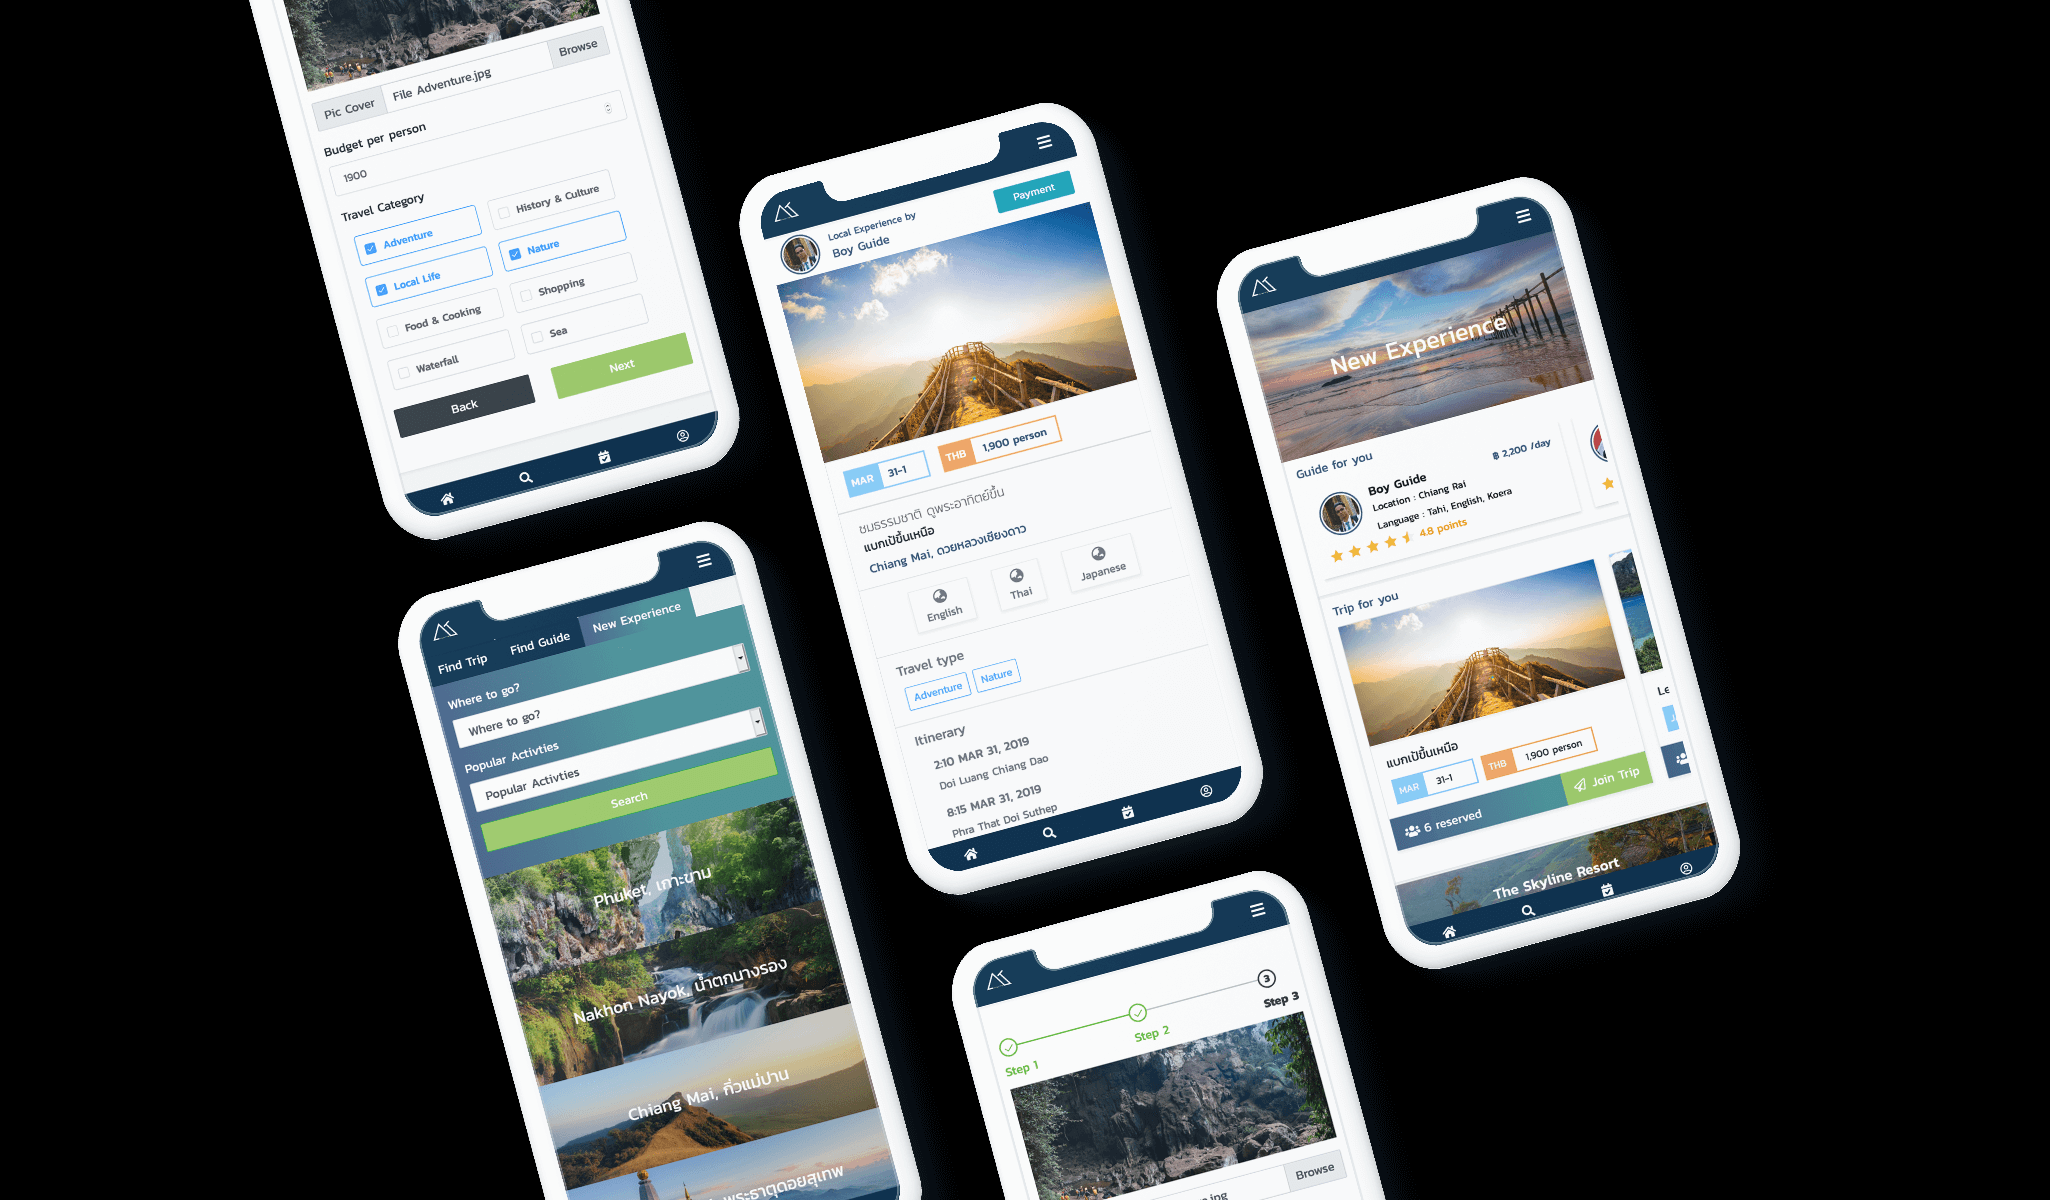 Pic Cover
File Adventure.jpg
Browse
Budget per person
1900
Travel Category
Adventure
History & Culture
Local Life
Nature
Food & Cooking
Shopping
Waterfall
Sea
Back
Next
Find Trip
Find Guide
New Experience
Where to go?
Where to go?
Popular Activties
Popular Activties
Search
Phuket, เกาะขาม
Nakhon Nayok, น้ำตกนางรอง
Chiang Mai, กิ่วแม่ปาน
พระธาตุดอยสุเทพ
Local Experience by
Boy Guide
Payment
MAR 31-1
THB 1,900 person
ชมธรรมชาติ ดูพระอาทิตย์ขึ้น
แบกเป้ขึ้นเหนือ
Chiang Mai, ดวยหลวงเชียงดาว
English
Thai
Japanese
Travel type
Adventure
Nature
Itinerary
2:10 MAR 31, 2019
Doi Luang Chiang Dao
8:15 MAR 31, 2019
Phra That Doi Suthep
Step 1
Step 2
3
Step 3
.jpg
Browse
New Experience
Guide for you
Boy Guide
฿ 2,200 /day
Location : Chiang Rai
Language : Tahi, English, Koera
4.8 points
Trip for you
แบกเป้ขึ้นเหนือ
MAR 31-1
THB 1,900 person
6 reserved
Join Trip
Le
The Skyline Resort